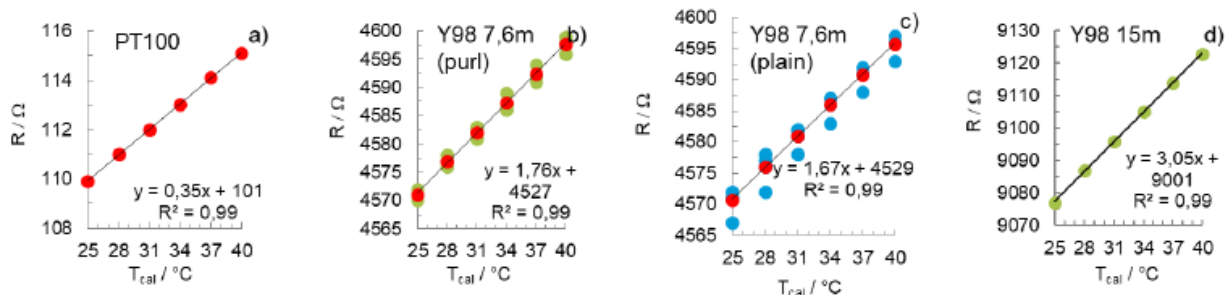 PT100
a)
R / Ω
116
114
112
110
108
y = 0,35x + 101
R² = 0,99
25 28 31 34 37 40
T_cal / °C
Y98 7,6m
(purl)
b)
R / Ω
4600
4595
4590
4585
4580
4575
4570
4565
y = 1,76x +
4527
R² = 0,99
25 28 31 34 37 40
T_cal / °C
Y98 7,6m
(plain)
c)
R / Ω
4600
4595
4590
4585
4580
4575
4570
4565
y = 1,67x + 4529
R² = 0,99
25 28 31 34 37 40
T_cal / °C
Y98 15m
d)
R / Ω
9130
9120
9110
9100
9090
9080
9070
y = 3,05x +
9001
R² = 0,99
25 28 31 34 37 40
T_cal / °C